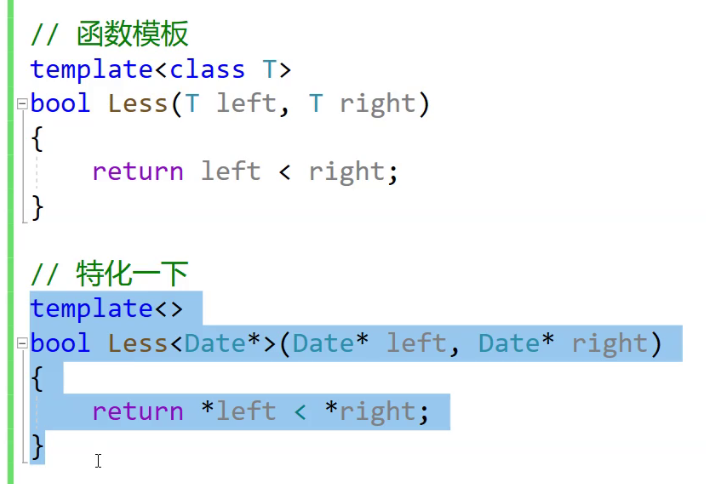 // 函数模板
template<class T>
bool Less(T left, T right)
{
    return left < right;
}
// 特化一下
template<>
bool Less<Date*>(Date* left, Date* right)
{
    return *left < *right;
}